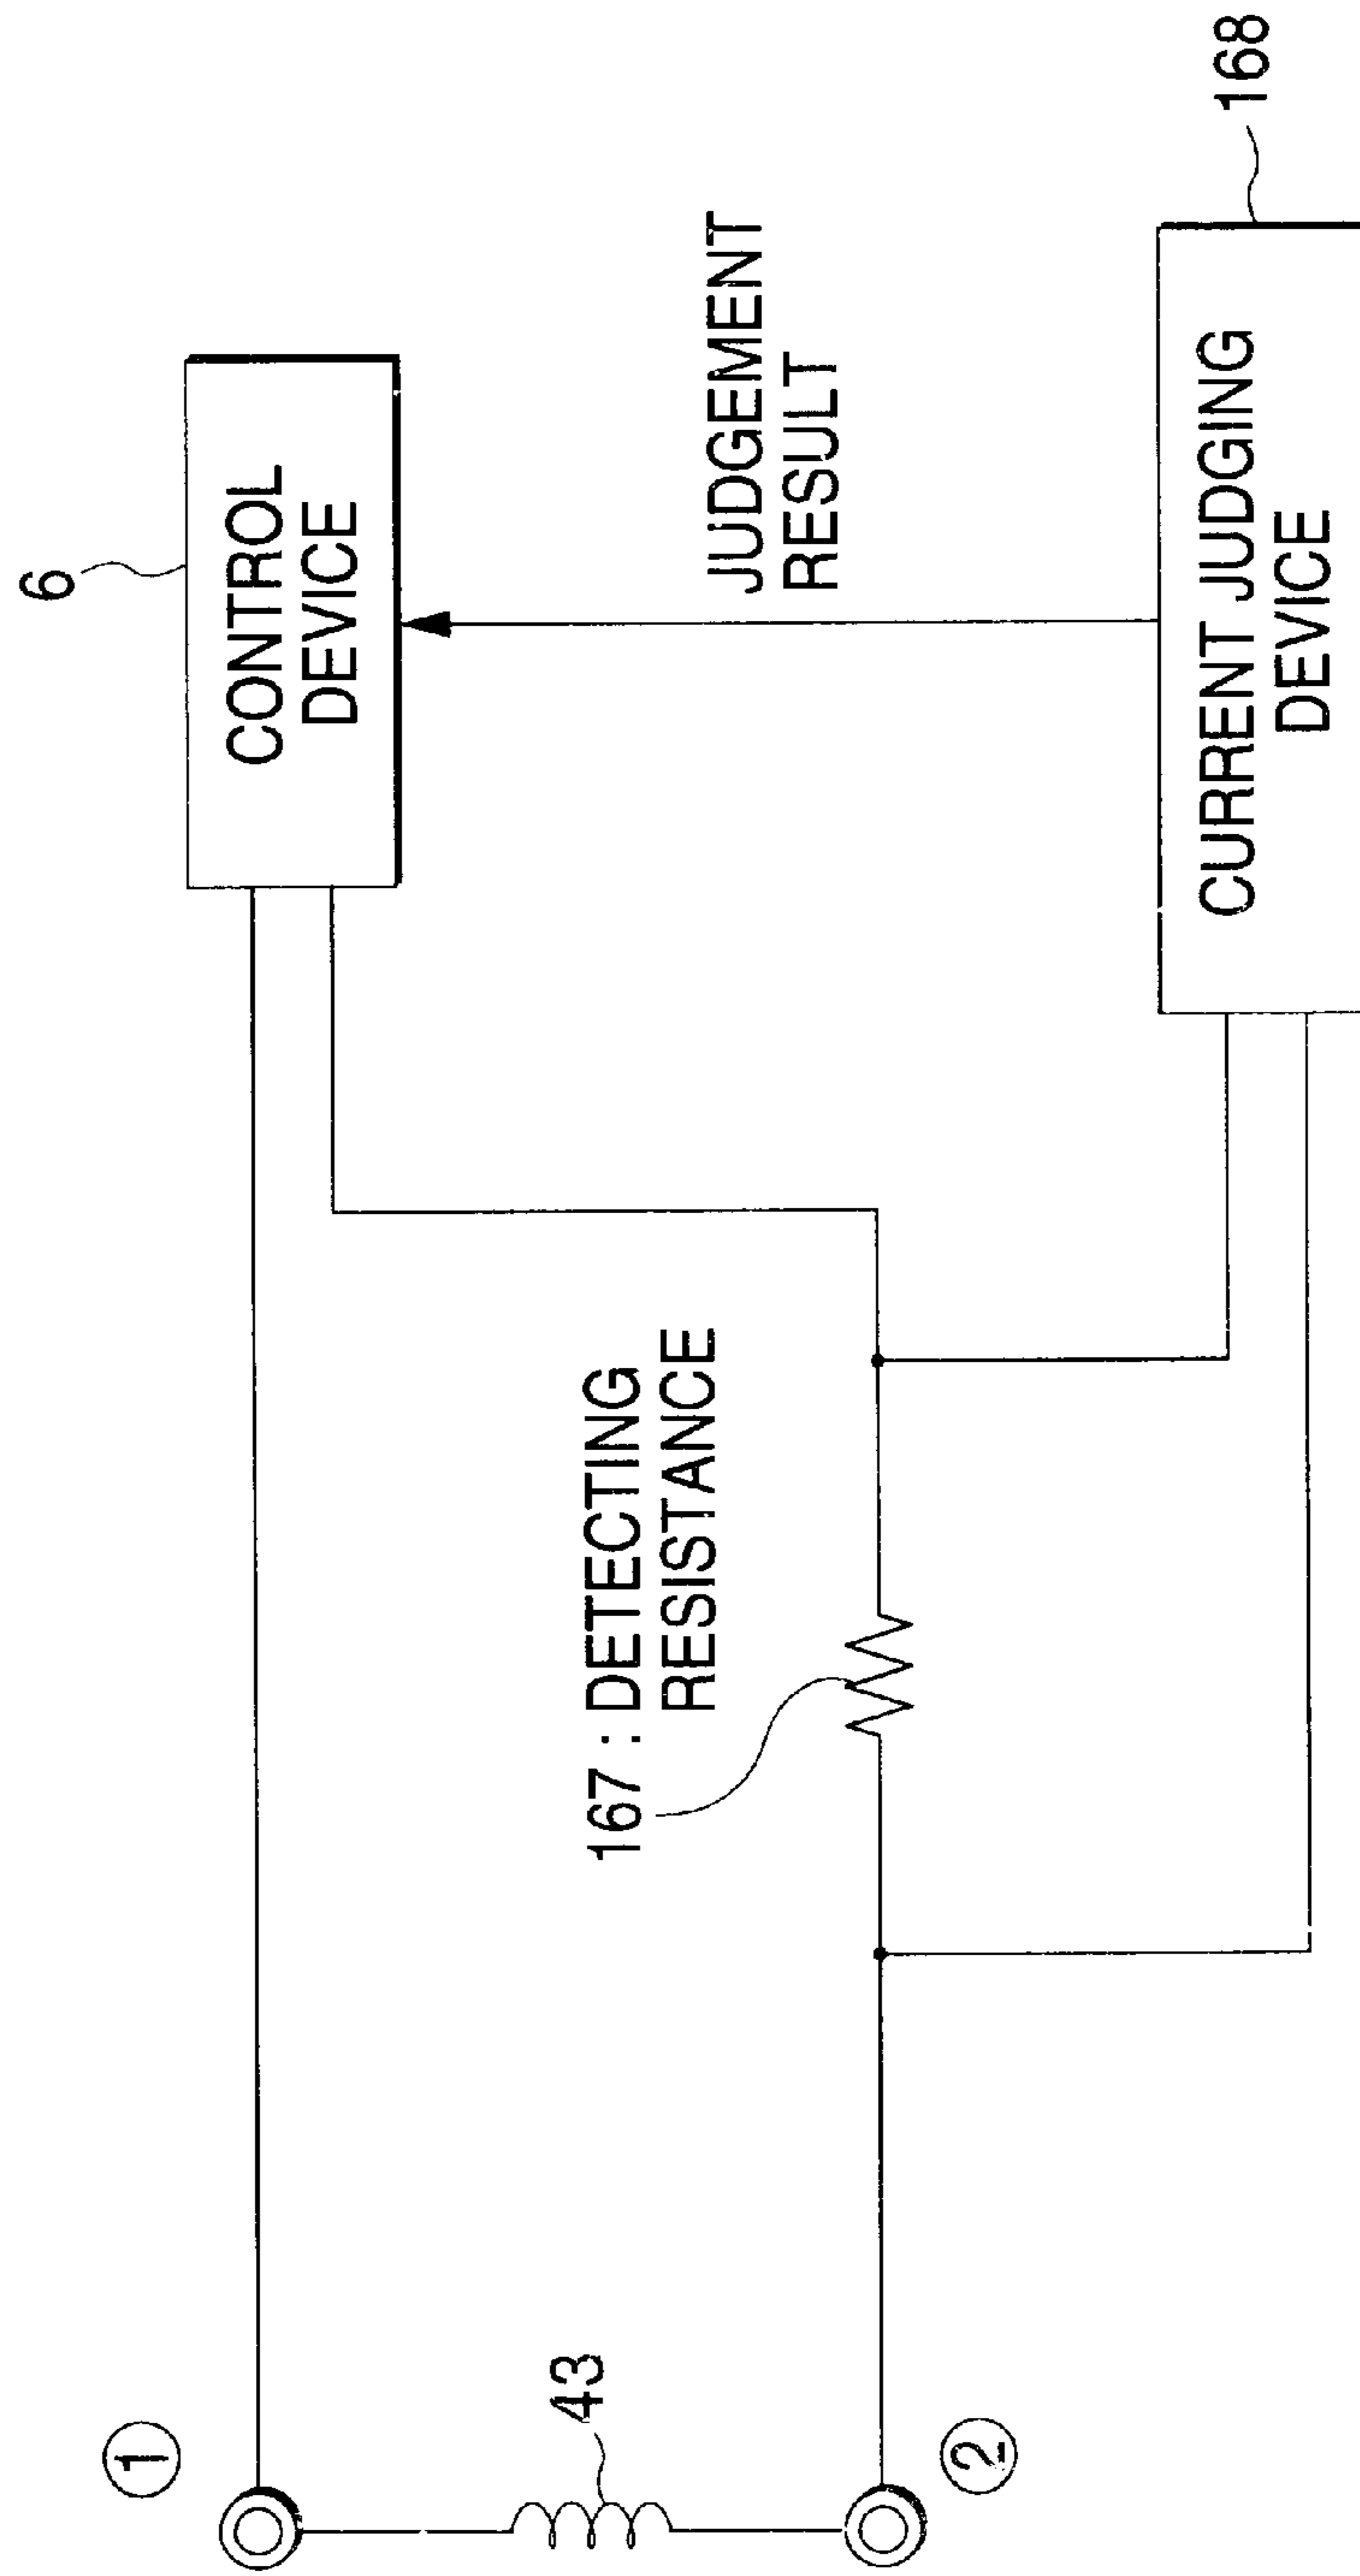 6
CONTROL
DEVICE
①
JUDGEMENT
RESULT
167 : DETECTING
RESISTANCE
43
②
168
CURRENT JUDGING
DEVICE